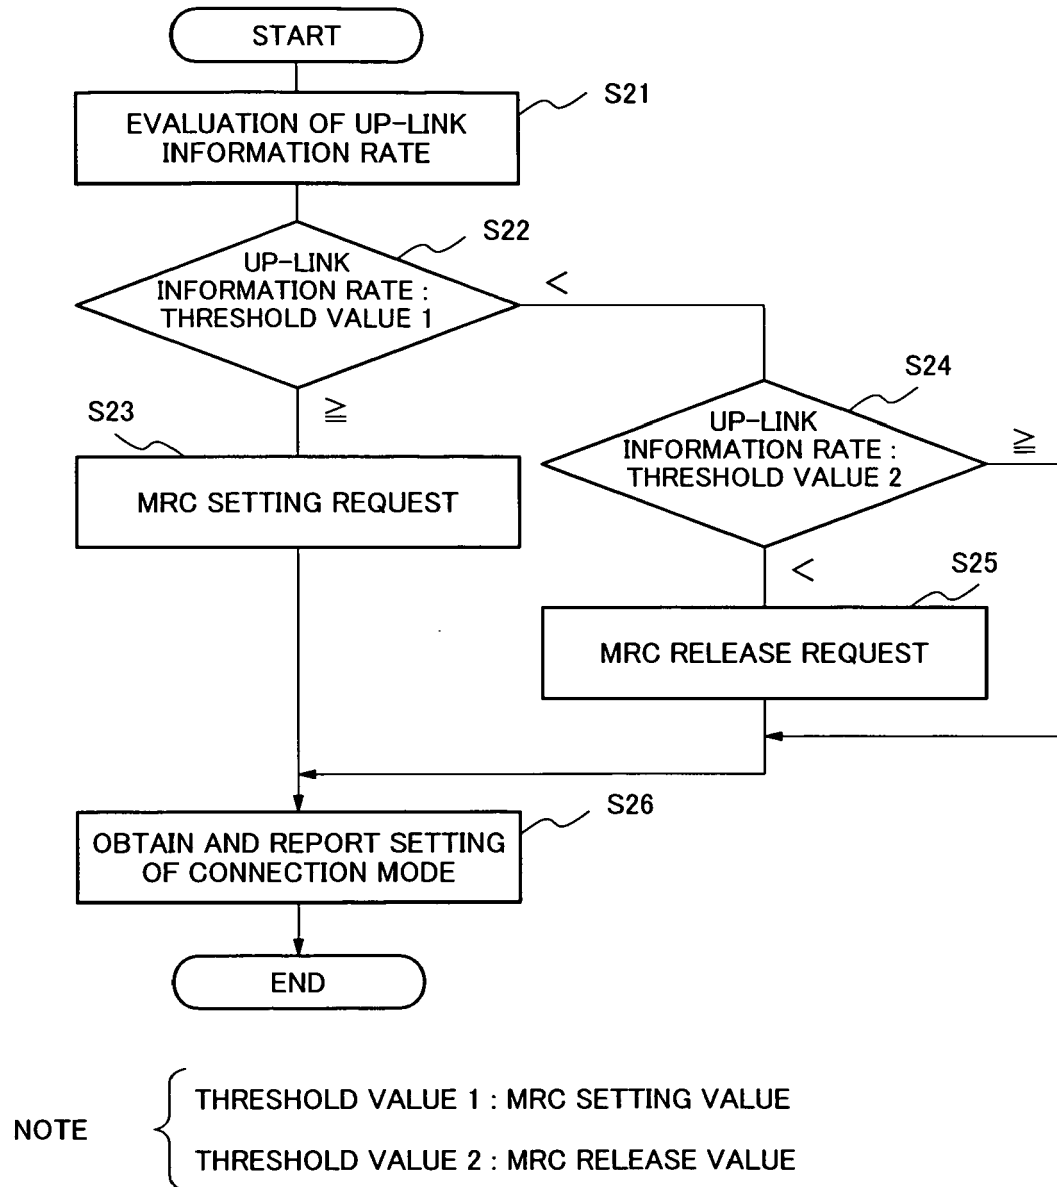 START
S21
EVALUATION OF UP-LINK
INFORMATION RATE
S22
UP-LINK
INFORMATION RATE :
THRESHOLD VALUE 1
<
S24
UP-LINK
INFORMATION RATE :
THRESHOLD VALUE 2
≧
S23
≧
MRC SETTING REQUEST
<
S25
MRC RELEASE REQUEST
S26
OBTAIN AND REPORT SETTING
OF CONNECTION MODE
END
NOTE
THRESHOLD VALUE 1 : MRC SETTING VALUE
THRESHOLD VALUE 2 : MRC RELEASE VALUE